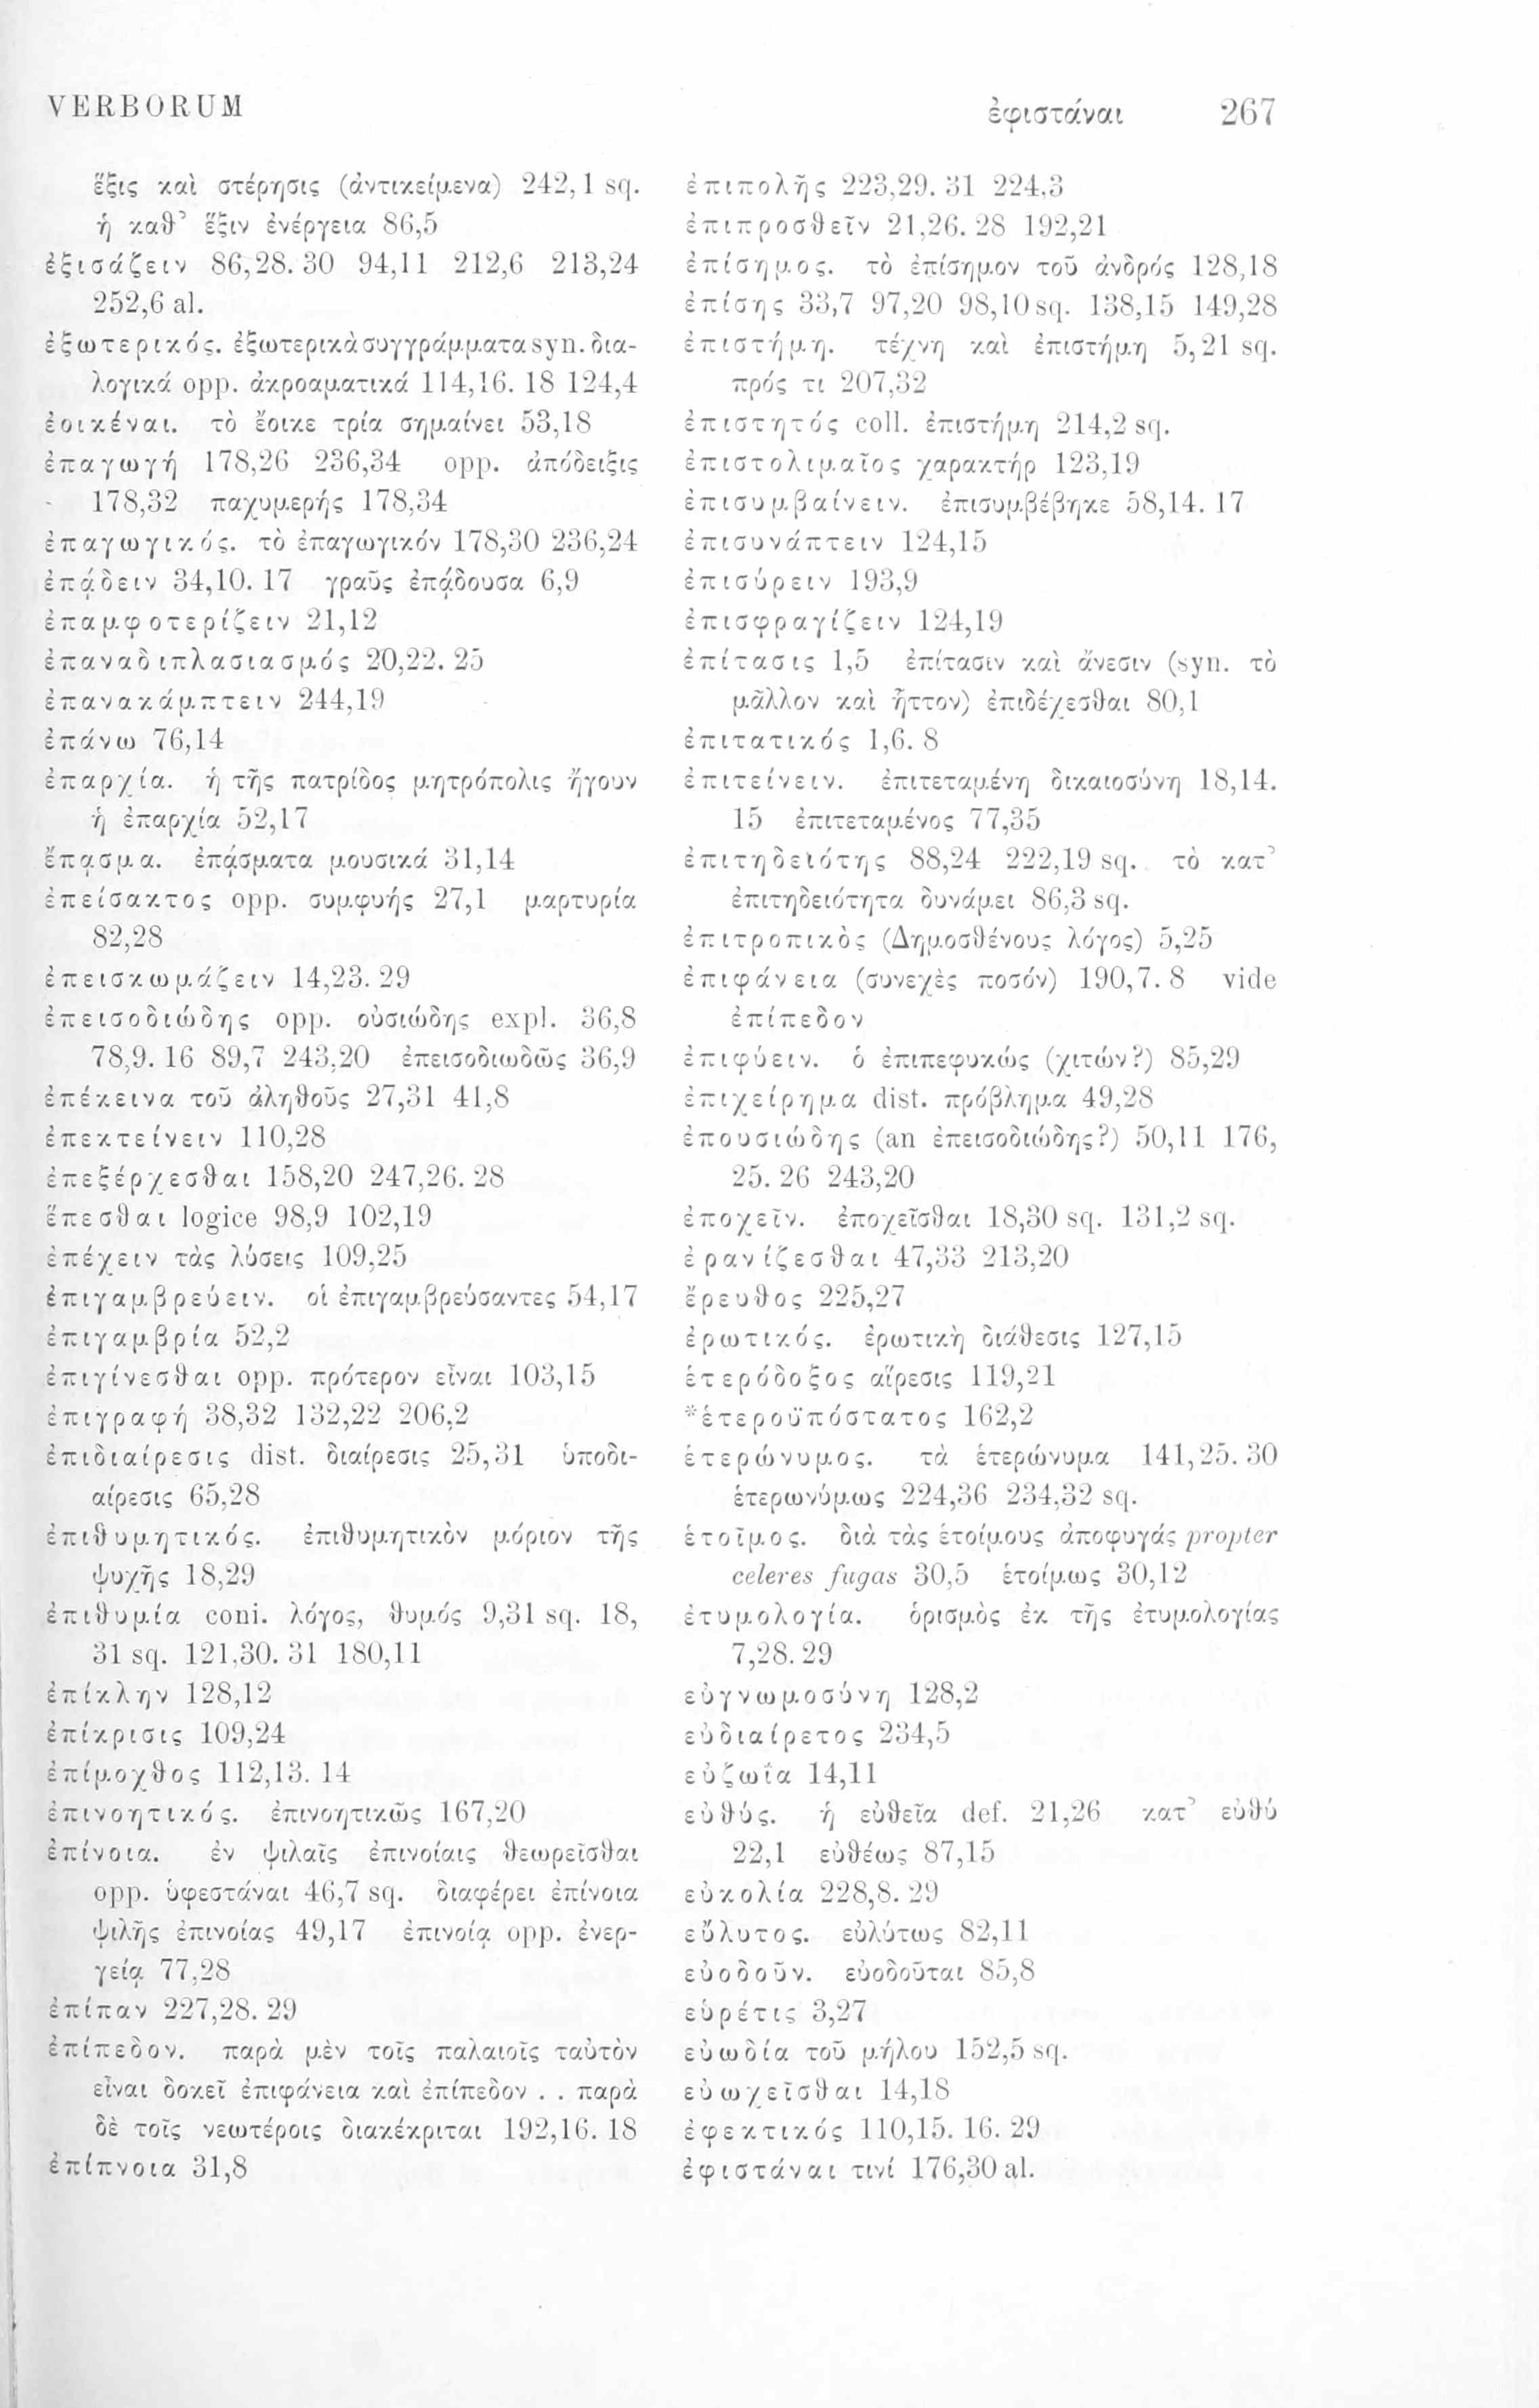 VERBORUM ἐφιστάναι 267
ἕξις καὶ στέρησις (ἀντικείμενα) 242,1 sq.
ἡ καθ’ ἕξιν ἐνέργεια 86,5
ἐξισάζειν 86,28. 30 94,11 212,6 213,24
252,6 al.
ἐξωτερικός. ἐξωτερικὰ συγγράμματα syn. δια-
λογικά opp. ἀκροαματικά 114,16. 18 124,4
ἐοικέναι. τὸ ἔοικε τρία σημαίνει 53,18
ἐπαγωγή 178,26 236,34 opp. ἀπόδειξις
178,32 παχυμερής 178,34
ἐπαγωγικός. τὸ ἐπαγωγικόν 178,30 236,24
ἐπᾴδειν 34,10. 17 γραῦς ἐπᾴδουσα 6,9
ἐπαμφοτερίζειν 21,12
ἐπαναδιπλασιασμός 20,22. 25
ἐπανακάμπτειν 244,19
ἐπάνω 76,14
ἐπαρχία. ἡ τῆς πατρίδος μητρόπολις ἤγουν
ἡ ἐπαρχία 52,17
ἔπᾳσμα. ἐπᾴσματα μουσικά 31,14
ἐπείσακτος opp. συμφυής 27,1 μαρτυρία
82,28
ἐπεισκωμάζειν 14,23. 29
ἐπεισοδιώδης opp. οὐσιώδης expl. 36,8
78,9. 16 89,7 243,20 ἐπεισοδιωδῶς 36,9
ἐπέκεινα τοῦ ἀληθοῦς 27,31 41,8
ἐπεκτείνειν 110,28
ἐπεξέρχεσθαι 158,20 247,26. 28
ἕπεσθαι logice 98,9 102,19
ἐπέχειν τὰς λύσεις 109,25
ἐπιγαμβρεύειν. οἱ ἐπιγαμβρεύσαντες 54,17
ἐπιγαμβρία 52,2
ἐπιγίνεσθαι opp. πρότερον εἶναι 103,15
ἐπιγραφή 38,32 132,22 206,2
ἐπιδιαίρεσις dist. διαίρεσις 25,31 ὑποδι-
αίρεσις 65,28
ἐπιθυμητικός. ἐπιθυμητικὸν μόριον τῆς
ψυχῆς 18,29
ἐπιθυμία coni. λόγος, θυμός 9,31 sq. 18,
31 sq. 121,30. 31 180,11
ἐπίκλην 128,12
ἐπίκρισις 109,24
ἐπίμοχθος 112,13. 14
ἐπινοητικός. ἐπινοητικῶς 167,20
ἐπίνοια. ἐν ψιλαῖς ἐπινοίαις θεωρεῖσθαι
opp. ὑφεστάναι 46,7 sq. διαφέρει ἐπίνοια
ψιλῆς ἐπινοίας 49,17 ἐπινοίᾳ opp. ἐνερ-
γείᾳ 77,28
ἐπίπαν 227,28. 29
ἐπίπεδον. παρὰ μὲν τοῖς παλαιοῖς ταὐτὸν
εἶναι δοκεῖ ἐπιφάνεια καὶ ἐπίπεδον . . παρὰ
δὲ τοῖς νεωτέροις διακέκριται 192,16. 18
ἐπίπνοια 31,8
ἐπιπολῆς 223,29. 31 224,3
ἐπιπροσθεῖν 21,26. 28 192,21
ἐπίσημος. τὸ ἐπίσημον τοῦ ἀνδρός 128,18
ἐπίσης 33,7 97,20 98,10 sq. 138,15 149,28
ἐπιστήμη. τέχνη καὶ ἐπιστήμη 5,21 sq.
πρός τι 207,32
ἐπιστητός coll. ἐπιστήμη 214,2 sq.
ἐπιστολιμαῖος χαρακτήρ 123,19
ἐπισυμβαίνειν. ἐπισυμβέβηκε 58,14. 17
ἐπισυνάπτειν 124,15
ἐπισύρειν 193,9
ἐπισφραγίζειν 124,19
ἐπίτασις 1,5 ἐπίτασιν καὶ ἄνεσιν (syn. τὸ
μᾶλλον καὶ ἧττον) ἐπιδέχεσθαι 80,1
ἐπιτατικός 1,6. 8
ἐπιτείνειν. ἐπιτεταμένη δικαιοσύνη 18,14.
15 ἐπιτεταμένος 77,35
ἐπιτηδειότης 88,24 222,19 sq. τὸ κατ’
ἐπιτηδειότητα δυνάμει 86,3 sq.
ἐπιτροπικὸς (Δημοσθένους λόγος) 5,25
ἐπιφάνεια (συνεχὲς ποσόν) 190,7. 8 vide
ἐπίπεδον
ἐπιφύειν. ὁ ἐπιπεφυκώς (χιτών?) 85,29
ἐπιχείρημα dist. πρόβλημα 49,28
ἐπουσιώδης (an ἐπεισοδιώδης?) 50,11 176,
25. 26 243,20
ἐποχεῖν. ἐποχεῖσθαι 18,30 sq. 131,2 sq.
ἐρανίζεσθαι 47,33 213,20
ἔρευθος 225,27
ἐρωτικός. ἐρωτικὴ διάθεσις 127,15
ἑτερόδοξος αἵρεσις 119,21
*ἑτεροϋπόστατος 162,2
ἑτερώνυμος. τὰ ἑτερώνυμα 141,25. 30
ἑτερωνύμως 224,36 234,32 sq.
ἑτοῖμος. διὰ τὰς ἑτοίμους ἀποφυγάς propter
celeres fugas 30,5 ἑτοίμως 30,12
ἐτυμολογία. ὁρισμὸς ἐκ τῆς ἐτυμολογίας
7,28. 29
εὐγνωμοσύνη 128,2
εὐδιαίρετος 234,5
εὐζωΐα 14,11
εὐθύς. ἡ εὐθεῖα def. 21,26 κατ’ εὐθύ
22,1 εὐθέως 87,15
εὐκολία 228,8. 29
εὔλυτος. εὐλύτως 82,11
εὐοδοῦν. εὐοδοῦται 85,8
εὑρέτις 3,27
εὐωδία τοῦ μήλου 152,5 sq.
εὐωχεῖσθαι 14,18
ἐφεκτικός 110,15. 16. 29
ἐφιστάναι τινί 176,30 al.